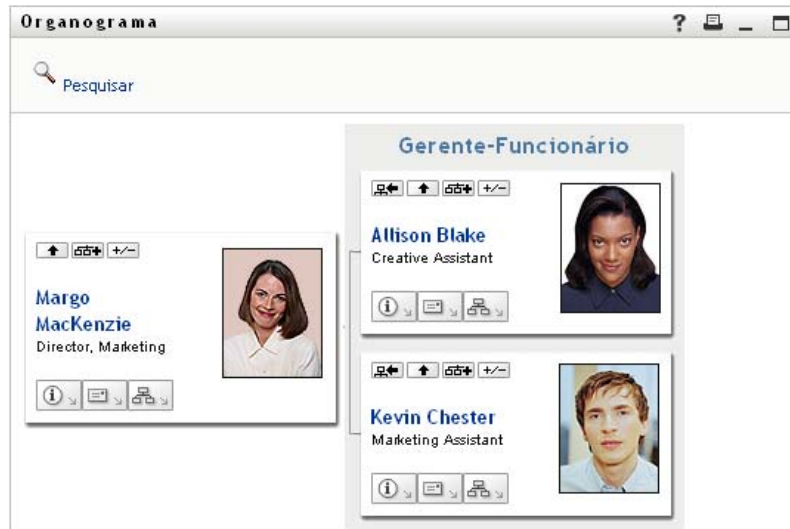 Organograma
?
Pesquisar
Gerente-Funcionário
+/-
Allison Blake
Creative Assistant
+/-
Margo
MacKenzie
Director, Marketing
+/-
Kevin Chester
Marketing Assistant